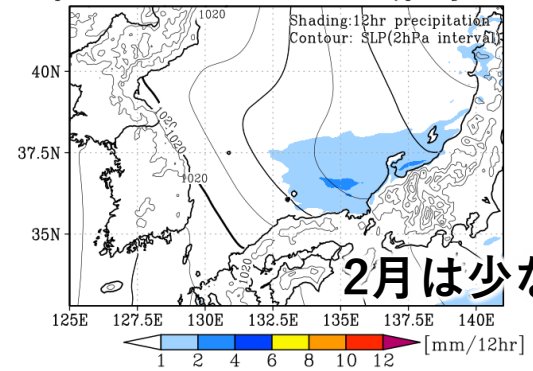 1020
Shading:12hr precipitation
Contour: SLP(2hPa interval)
40N
1020
1020
37.5N
1020
35N
1020
2月は少な
125E 127.5E 130E 132.5E 135E 137.5E 140E
1 2 4 6 8 10 12 [mm/12hr]